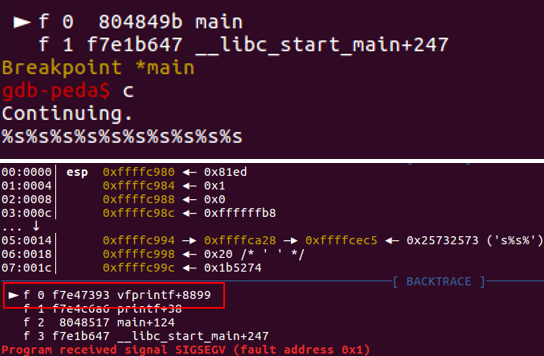 ► f 0  804849b main
f 1 f7e1b647 __libc_start_main+247
Breakpoint *main
gdb-peda$ c
Continuing.
%s%s%s%s%s%s%s%s%s%s
00:0000│ esp 0xffffc980 ◄— 0x81ed
01:0004│ 0xffffc984 ◄— 0x1
02:0008│ 0xffffc988 ◄— 0x0
03:000c│ 0xffffc98c ◄— 0xffffffb8
... ↓
05:0014│ 0xffffc994 —► 0xffffca28 —► 0xffffcec5 ◄— 0x25732573 ('s%s%')
06:0018│ 0xffffc998 ◄— 0x20 /* ' ' */
07:001c│ 0xffffc99c ◄— 0x1b5274
[ BACKTRACE ]
► f 0 f7e47393 vfprintf+8899
f 1 f7e4c6a6 printf+38
f 2  8048517 main+124
f 3 f7e1b647 __libc_start_main+247
Program received signal SIGSEGV (fault address 0x1)